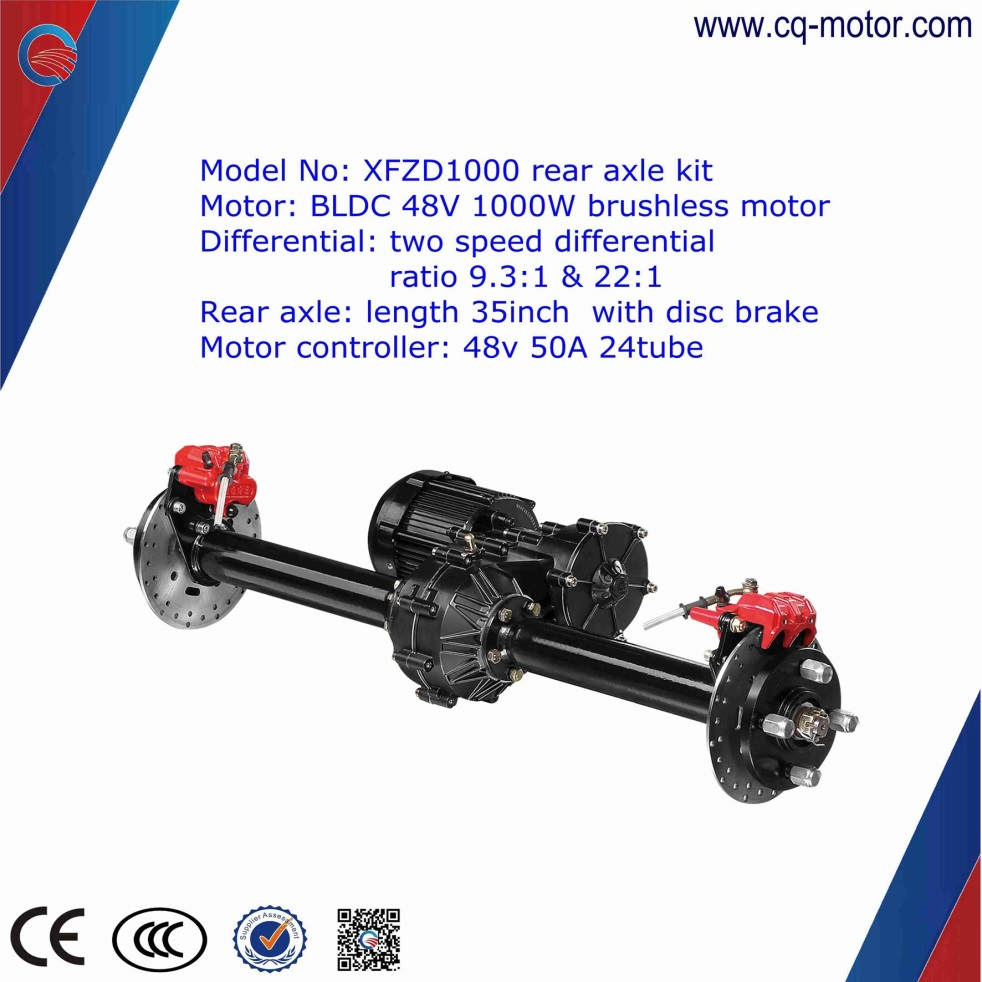 www.cq-motor.com
Model No: XFZD1000 rear axle kit
Motor: BLDC 48V 1000W brushless motor
Differential: two speed differential
ratio 9.3:1 & 22:1
Rear axle: length 35inch with disc brake
Motor controller: 48v 50A 24tube
CE CCC Supplier Assessment